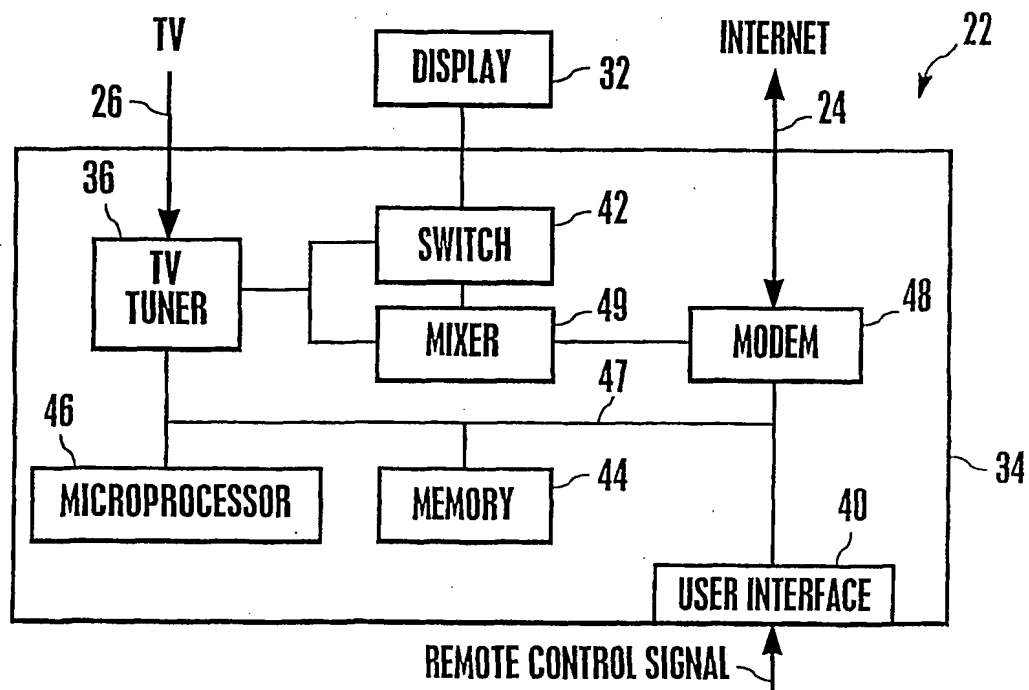 TV
DISPLAY
32
INTERNET
22
26
24
36
TV
TUNER
SWITCH
42
MIXER
49
MODEM
48
47
46
MICROPROCESSOR
MEMORY
44
34
40
USER INTERFACE
REMOTE CONTROL SIGNAL